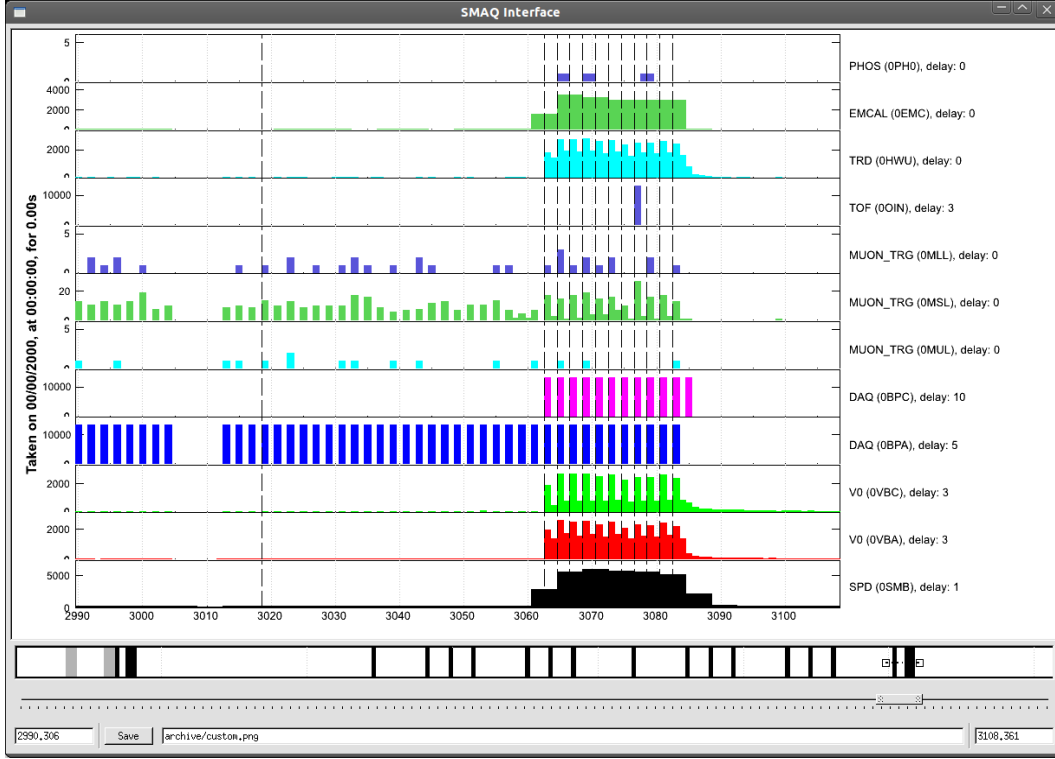 SMAQ Interface
Taken on 00/00/2000, at 00:00:00, for 0.00s
5
PHOS (0PH0), delay: 0
4000
2000
EMCAL (0EMC), delay: 0
2000
TRD (0HWU), delay: 0
10000
TOF (0OIN), delay: 3
5
MUON_TRG (0MLL), delay: 0
20
MUON_TRG (0MSL), delay: 0
5
MUON_TRG (0MUL), delay: 0
10000
DAQ (0BPC), delay: 10
10000
DAQ (0BPA), delay: 5
2000
V0 (0VBC), delay: 3
2000
V0 (0VBA), delay: 3
5000
SPD (0SMB), delay: 1
0
2990 3000 3010 3020 3030 3040 3050 3060 3070 3080 3090 3100
2990.306 Save archive/custom.png 3108.361